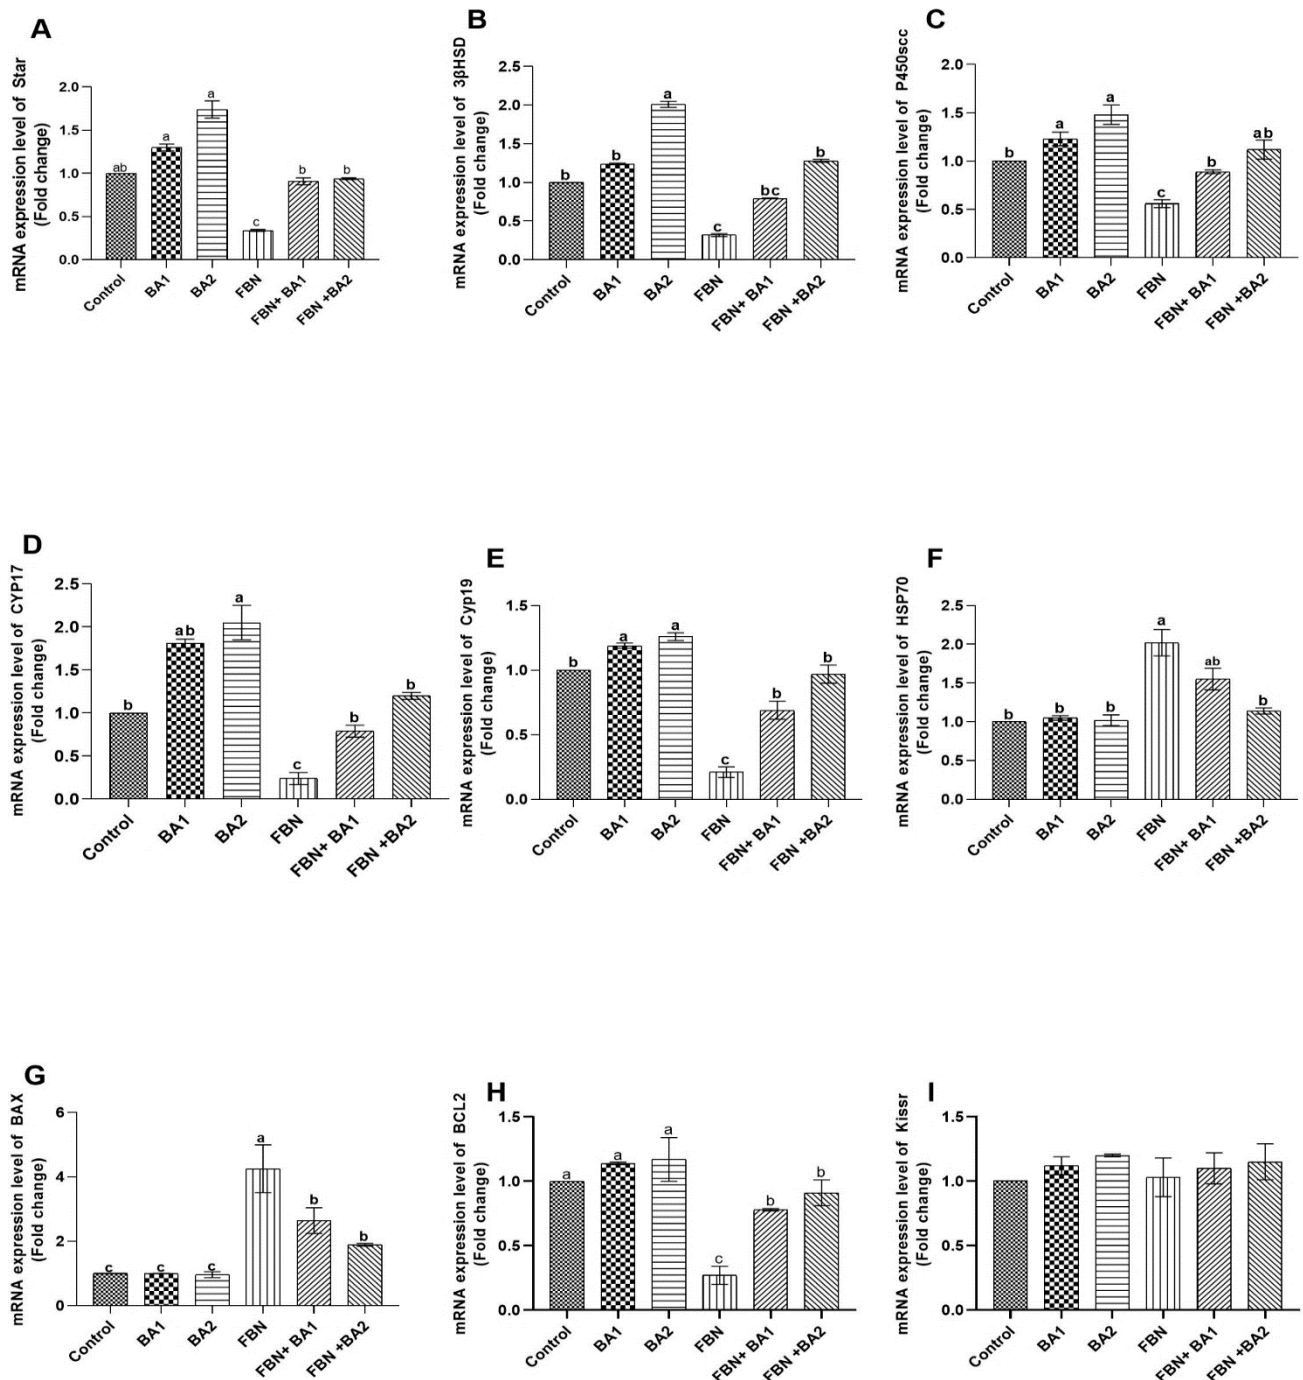 A
mRNA expression level of Star
(Fold change)
2.0
1.5
1.0
0.5
0.0
ab
a
a
c
b
b
Control
BA1
BA2
FBN
FBN+ BA1
FBN +BA2
B
mRNA expression level of 3βHSD
(Fold change)
2.5
2.0
1.5
1.0
0.5
0.0
b
b
a
c
bc
b
Control
BA1
BA2
FBN
FBN+ BA1
FBN +BA2
C
mRNA expression level of P450scc
(Fold change)
2.0
1.5
1.0
0.5
0.0
b
a
a
c
b
ab
Control
BA1
BA2
FBN
FBN+ BA1
FBN +BA2
D
mRNA expression level of CYP17
(Fold change)
2.5
2.0
1.5
1.0
0.5
0.0
b
ab
a
c
b
b
Control
BA1
BA2
FBN
FBN+ BA1
FBN +BA2
E
mRNA expression level of Cyp19
(Fold change)
1.5
1.0
0.5
0.0
b
a
a
c
b
b
Control
BA1
BA2
FBN
FBN+ BA1
FBN +BA2
F
mRNA expression level of HSP70
(Fold change)
2.5
2.0
1.5
1.0
0.5
0.0
b
b
b
a
ab
b
Control
BA1
BA2
FBN
FBN+ BA1
FBN +BA2
G
mRNA expression level of BAX
(Fold change)
6
4
2
0
c
c
c
a
b
b
Control
BA1
BA2
FBN
FBN+ BA1
FBN +BA2
H
mRNA expression level of BCL2
(Fold change)
1.5
1.0
0.5
0.0
a
a
a
c
b
b
Control
BA1
BA2
FBN
FBN+ BA1
FBN +BA2
I
mRNA expression level of Kissr
(Fold change)
2.0
1.5
1.0
0.5
0.0
Control
BA1
BA2
FBN
FBN+ BA1
FBN +BA2